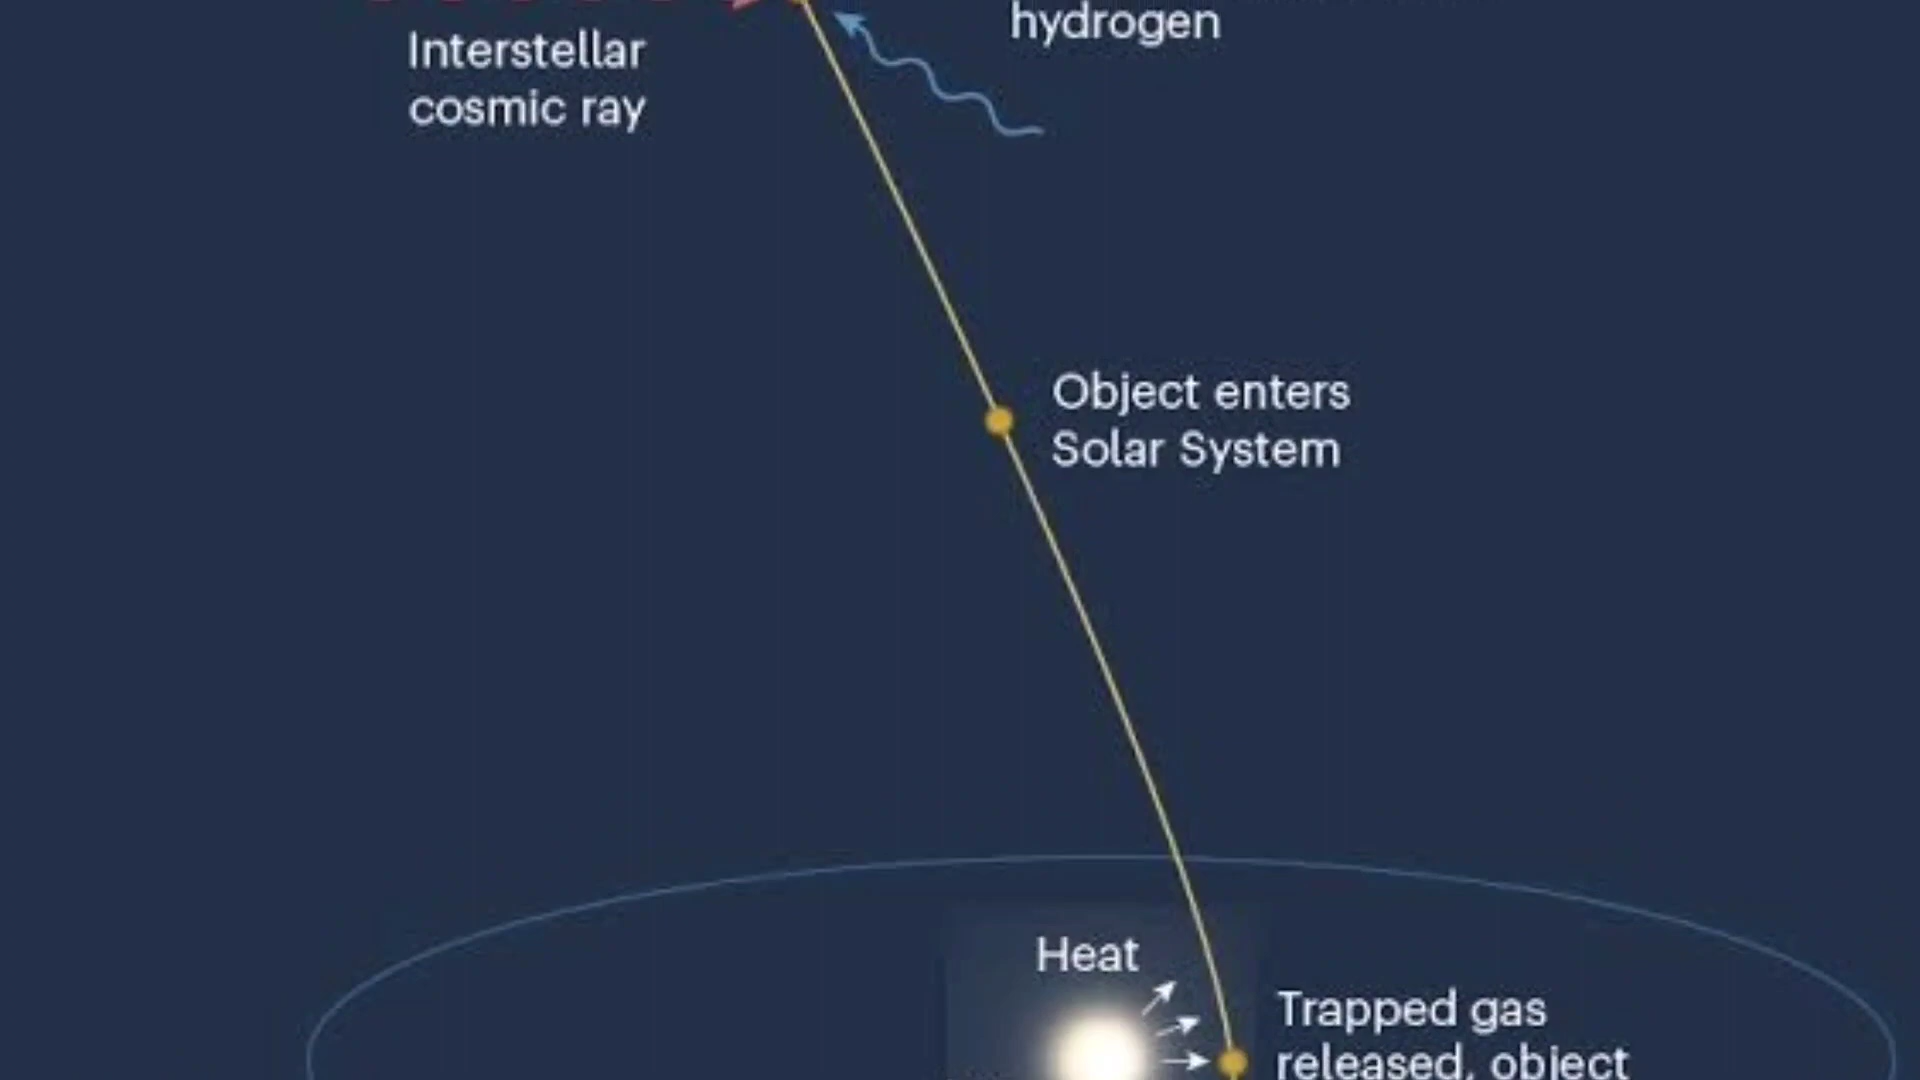 hydrogen
Interstellar
cosmic ray
Object enters
Solar System
Heat
Trapped gas
released, object